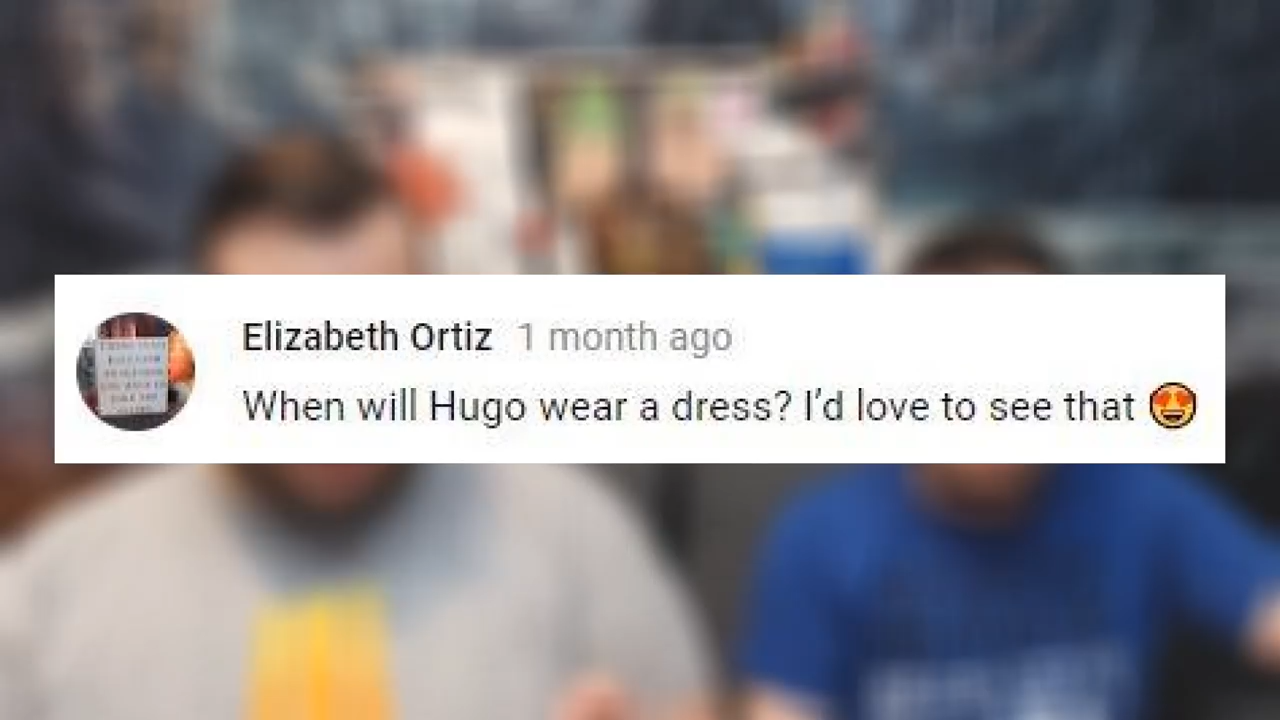 Elizabeth Ortiz 1 month ago
When will Hugo wear a dress? I'd love to see that 😍